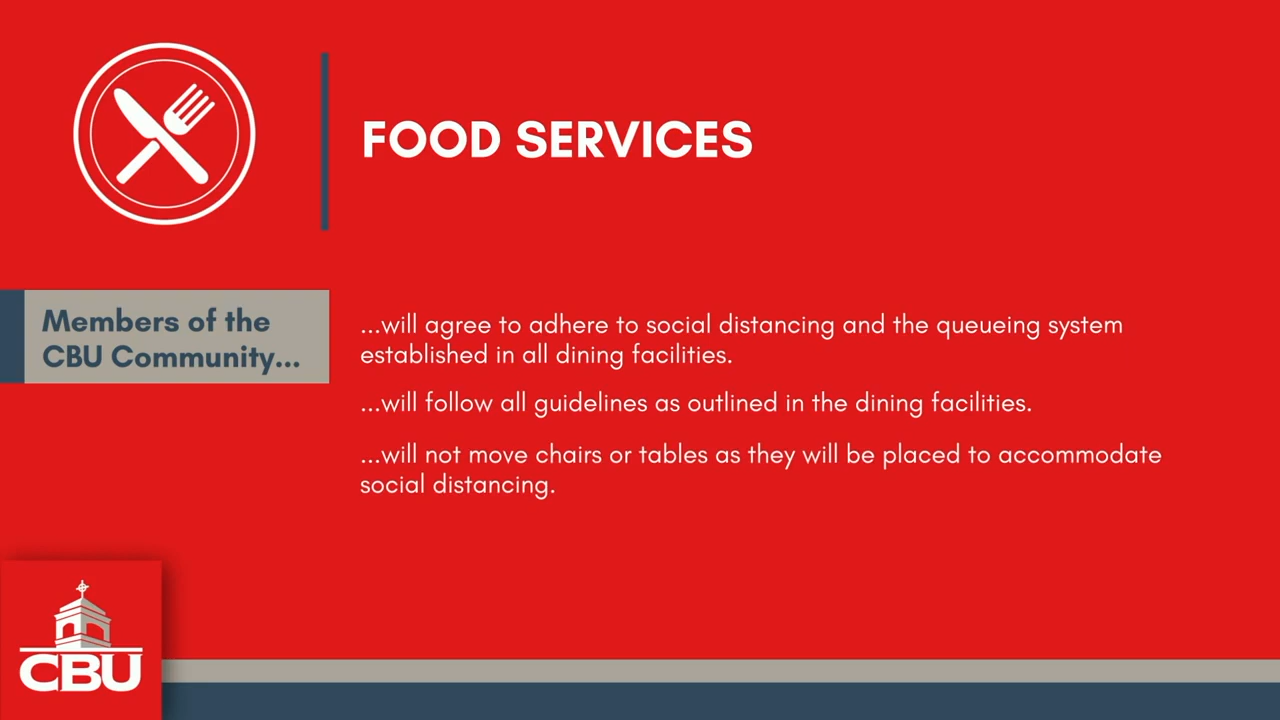 FOOD SERVICES
Members of the
CBU Community...
...will agree to adhere to social distancing and the queueing system
established in all dining facilities.
...will follow all guidelines as outlined in the dining facilities.
...will not move chairs or tables as they will be placed to accommodate
social distancing.
CBU